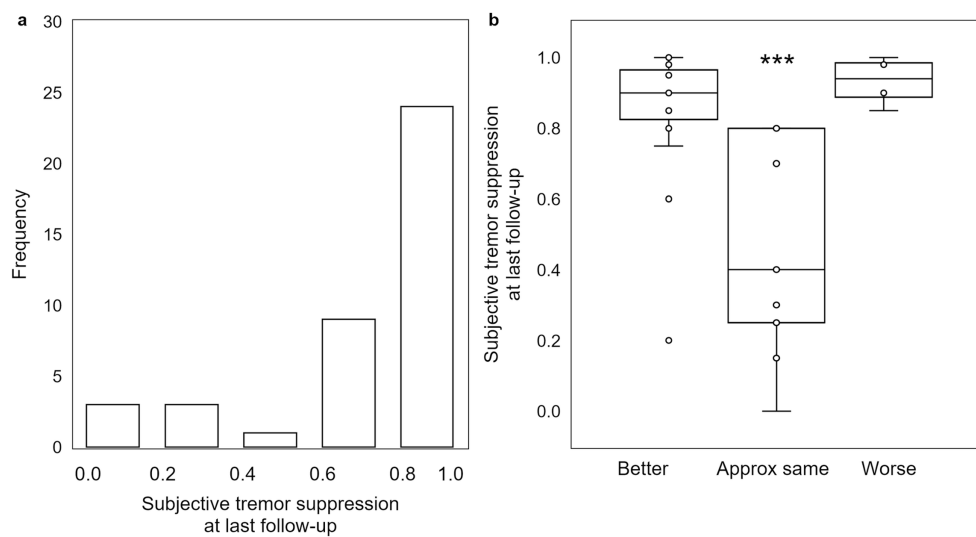 a
30
25
20
15
10
5
0
Frequency
0.0 0.2 0.4 0.6 0.8 1.0
Subjective tremor suppression
at last follow-up
b
1.0
0.8
0.6
0.4
0.2
0.0
Subjective tremor suppression
at last follow-up
***
Better Approx same Worse